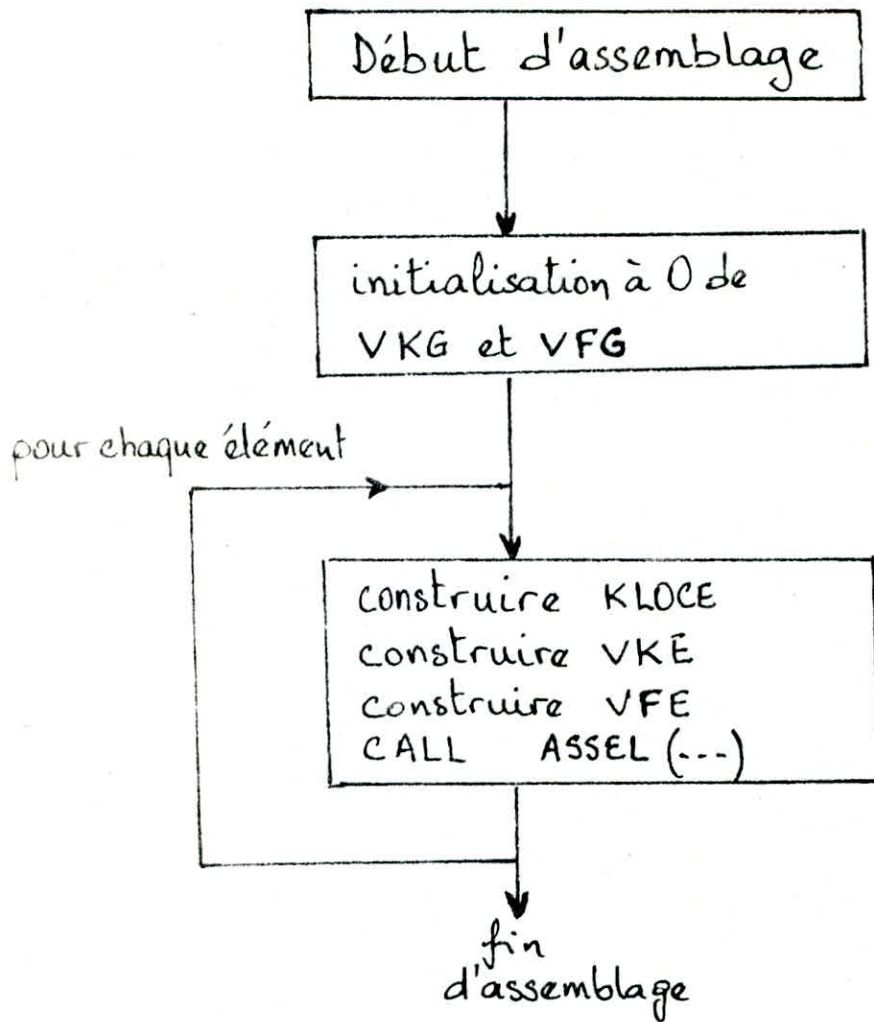 Début d'assemblage
initialisation à 0 de
VKG et VFG
pour chaque élément
construire KLOCE
construire VKE
construire VFE
CALL ASSEL (---)
fin
d'assemblage